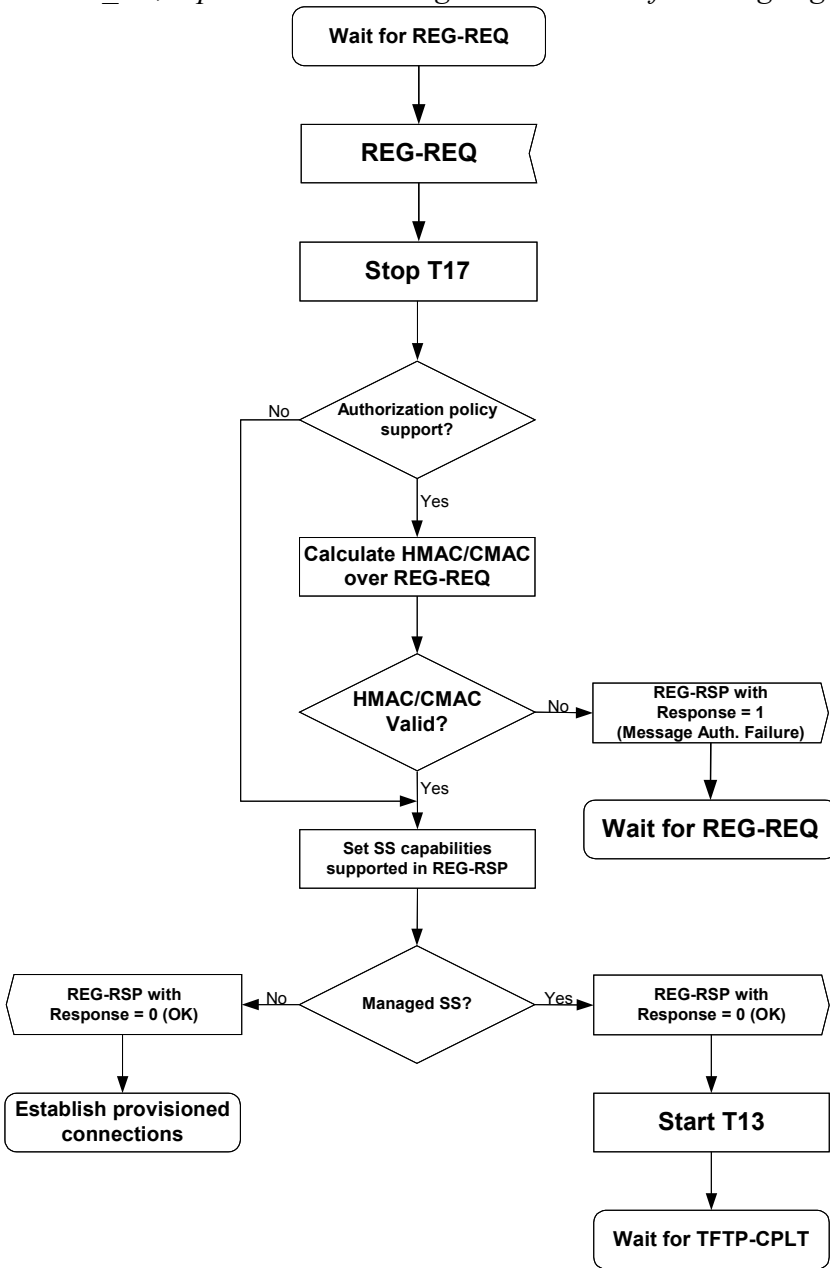 Wait for REG-REQ
REG-REQ
Stop T17
Authorization policy
support?
No
Yes
Calculate HMAC/CMAC
over REG-REQ
HMAC/CMAC
Valid?
No
REG-RSP with
Response = 1
(Message Auth. Failure)
Yes
Wait for REG-REQ
Set SS capabilities
supported in REG-RSP
Managed SS?
No
Yes
REG-RSP with
Response = 0 (OK)
REG-RSP with
Response = 0 (OK)
Establish provisioned
connections
Start T13
Wait for TFTP-CPLT